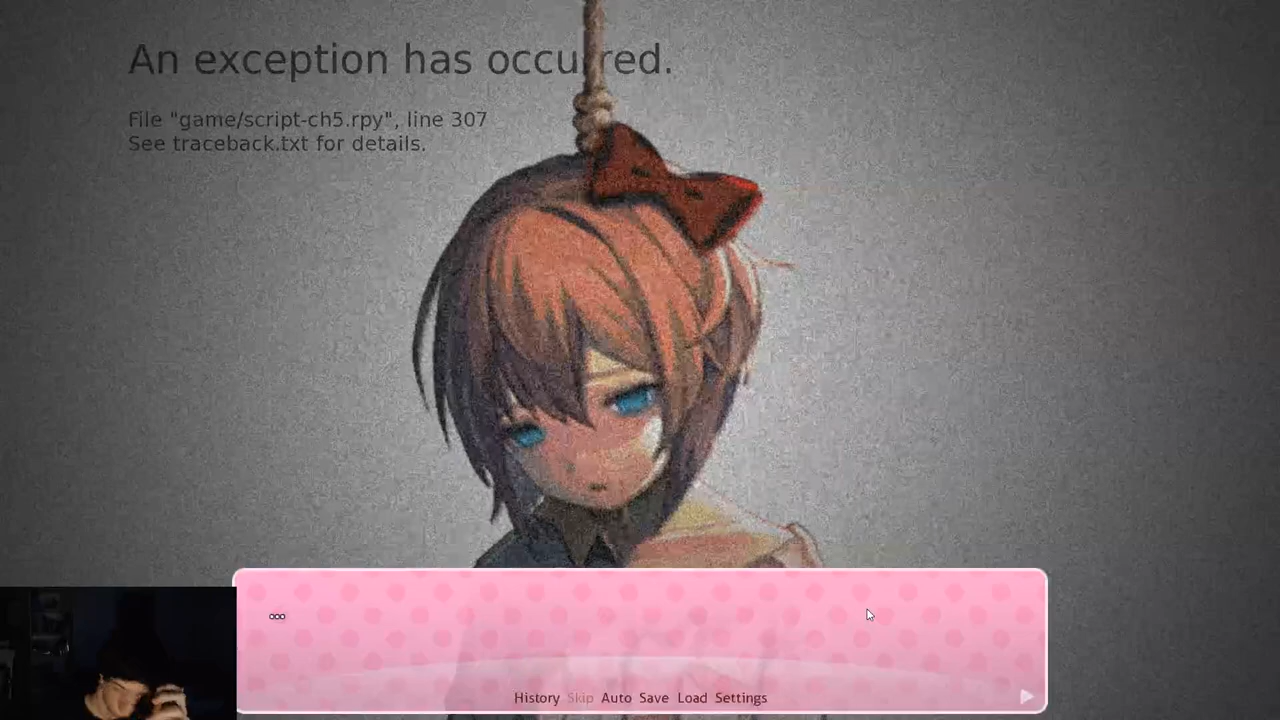 An exception has occurred.
File "game/script-ch5.rpy", line 307
See traceback.txt for details.
...
History Skip Auto Save Load Settings